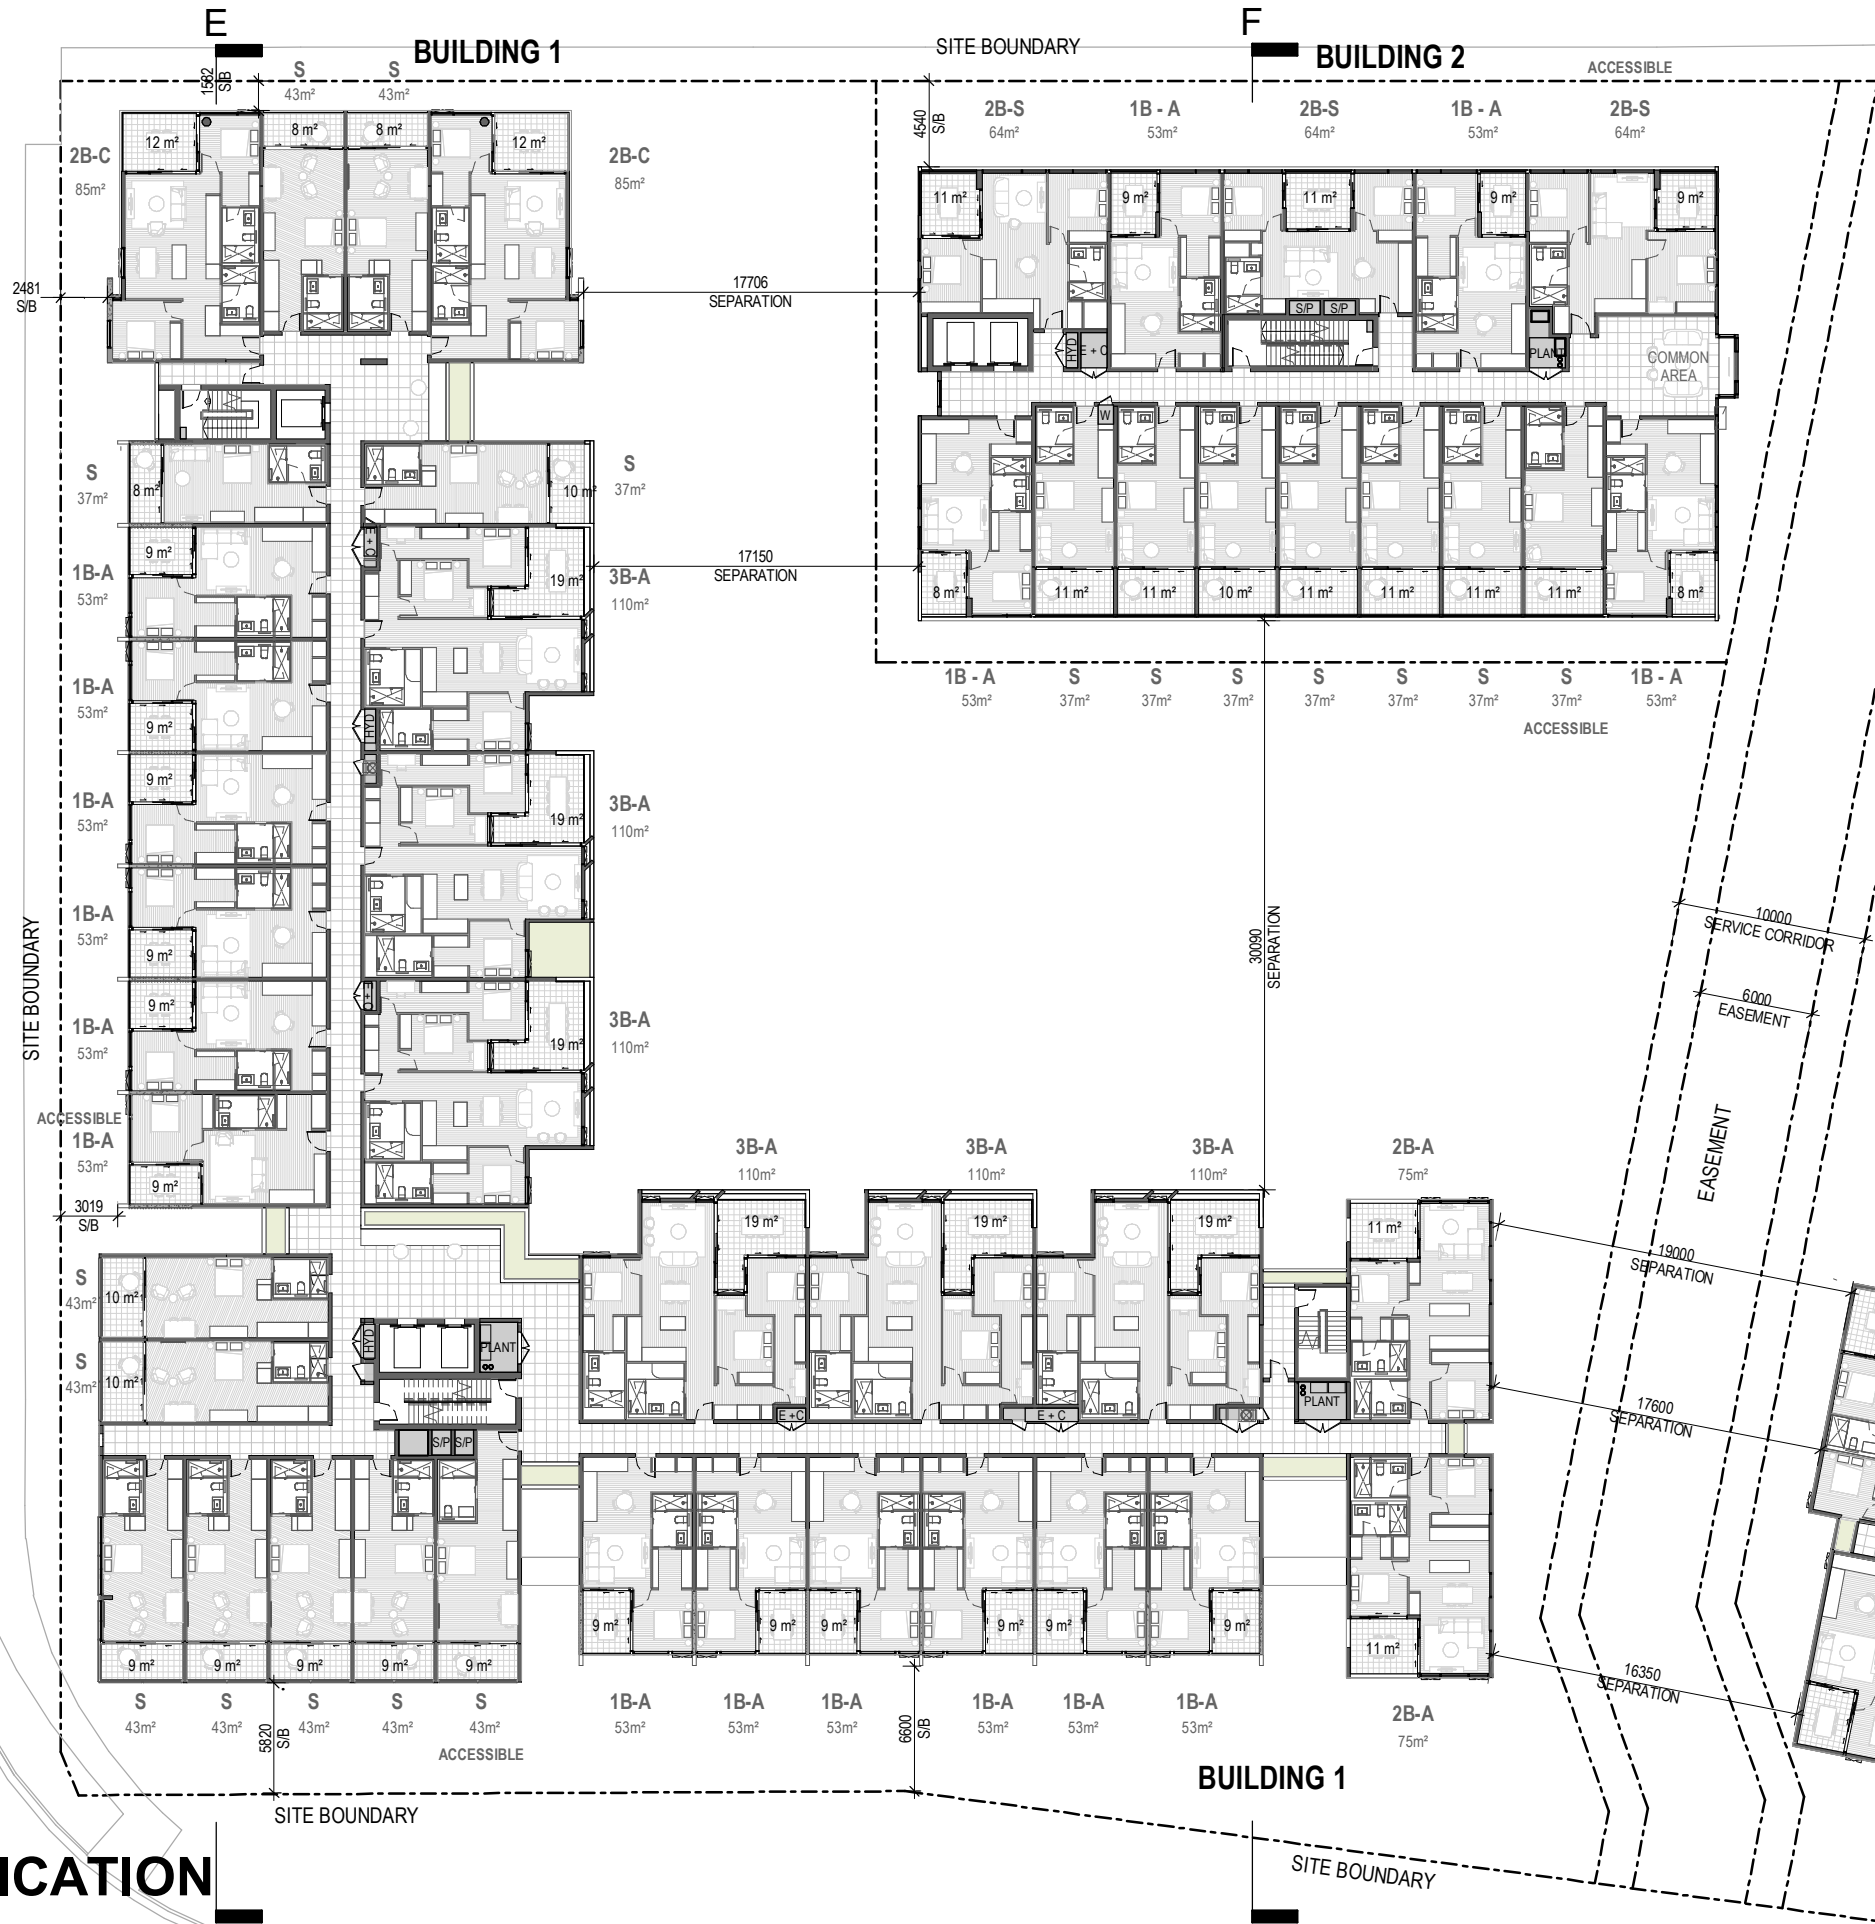 E
F
BUILDING 1
SITE BOUNDARY
BUILDING 2
ACCESSIBLE
1562
S/B
S
43m²
S
43m²
4540
S/B
2B-S
64m²
1B - A
53m²
2B-S
64m²
1B - A
53m²
2B-S
64m²
2B-C
85m²
12 m²
8 m²
8 m²
12 m²
2B-C
85m²
11 m²
9 m²
11 m²
9 m²
9 m²
2481
S/B
17706
SEPARATION
S/P
S/P
HYD
E + C
PLANT
COMMON
AREA
W
S
37m²
8 m²
10 m²
S
37m²
E + C
9 m²
1B-A
53m²
19 m²
3B-A
110m²
17150
SEPARATION
8 m²
11 m²
11 m²
10 m²
11 m²
11 m²
11 m²
11 m²
8 m²
1B - A
53m²
S
37m²
S
37m²
S
37m²
S
37m²
S
37m²
S
37m²
S
37m²
1B - A
53m²
ACCESSIBLE
1B-A
53m²
9 m²
HYD
9 m²
1B-A
53m²
19 m²
3B-A
110m²
1B-A
53m²
9 m²
SITE BOUNDARY
30090
SEPARATION
10000
SERVICE CORRIDOR
6000
EASEMENT
EASEMENT
9 m²
1B-A
53m²
E + C
19 m²
3B-A
110m²
ACCESSIBLE
1B-A
53m²
9 m²
3019
S/B
3B-A
110m²
3B-A
110m²
3B-A
110m²
2B-A
75m²
19 m²
19 m²
19 m²
11 m²
19000
SEPARATION
S
43m²
10 m²
S
43m²
10 m²
HYD
PLANT
PLANT
17600
SEPARATION
E +C
E + C
S/P
S/P
9 m²
9 m²
9 m²
9 m²
9 m²
9 m²
9 m²
9 m²
9 m²
9 m²
9 m²
11 m²
16350
SEPARATION
S
43m²
S
43m²
S
43m²
S
43m²
S
43m²
ACCESSIBLE
5820
S/B
1B-A
53m²
1B-A
53m²
1B-A
53m²
6600
S/B
1B-A
53m²
1B-A
53m²
1B-A
53m²
2B-A
75m²
BUILDING 1
SITE BOUNDARY
SITE BOUNDARY
ICATION